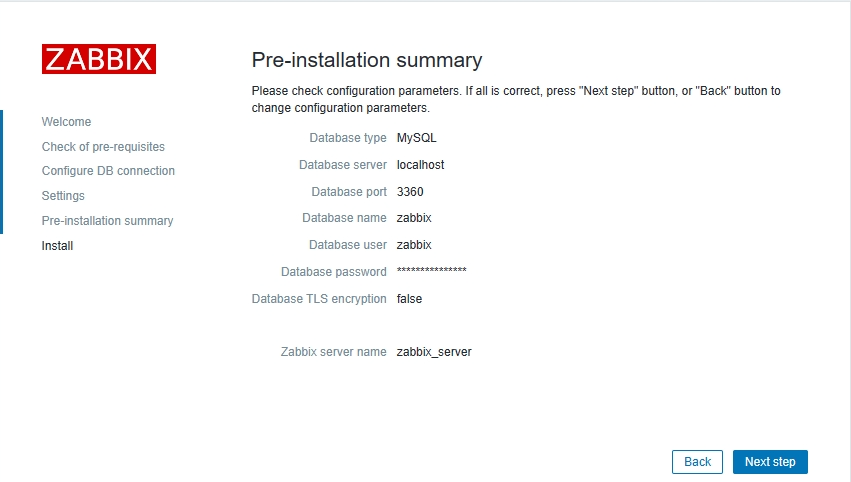 ZABBIX
Pre-installation summary
Please check configuration parameters. If all is correct, press "Next step" button, or "Back" button to
change configuration parameters.
Welcome
Check of pre-requisites
Configure DB connection
Settings
Pre-installation summary
Install
Database type MySQL
Database server localhost
Database port 3360
Database name zabbix
Database user zabbix
Database password ***************
Database TLS encryption false
Zabbix server name zabbix_server
Back Next step